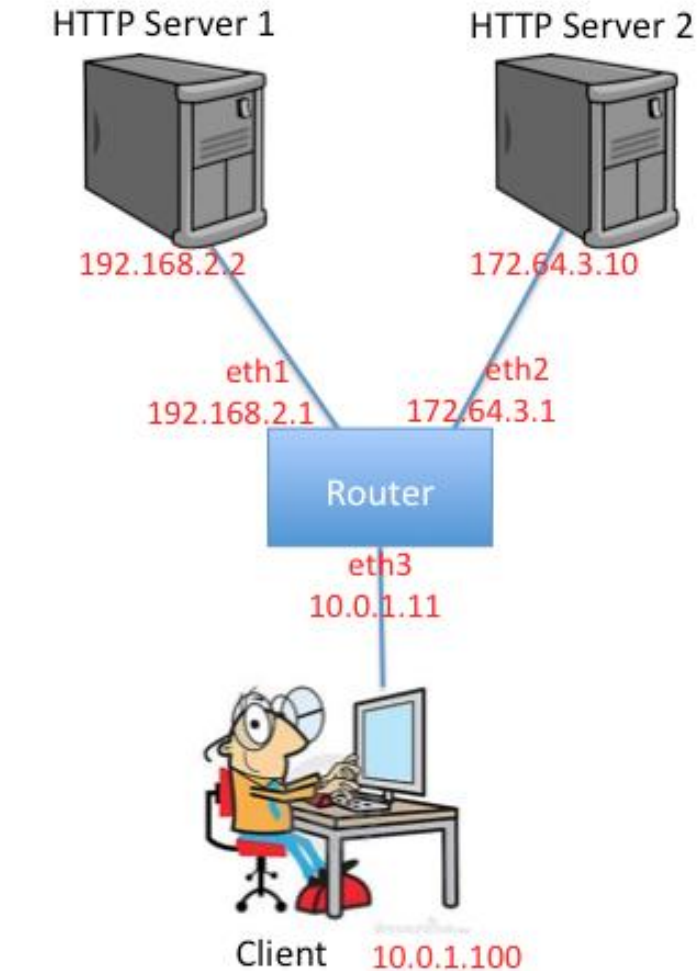 HTTP Server 1
HTTP Server 2
192.168.2.2
172.64.3.10
eth1
192.168.2.1
eth2
172.64.3.1
Router
eth3
10.0.1.11
Client
10.0.1.100